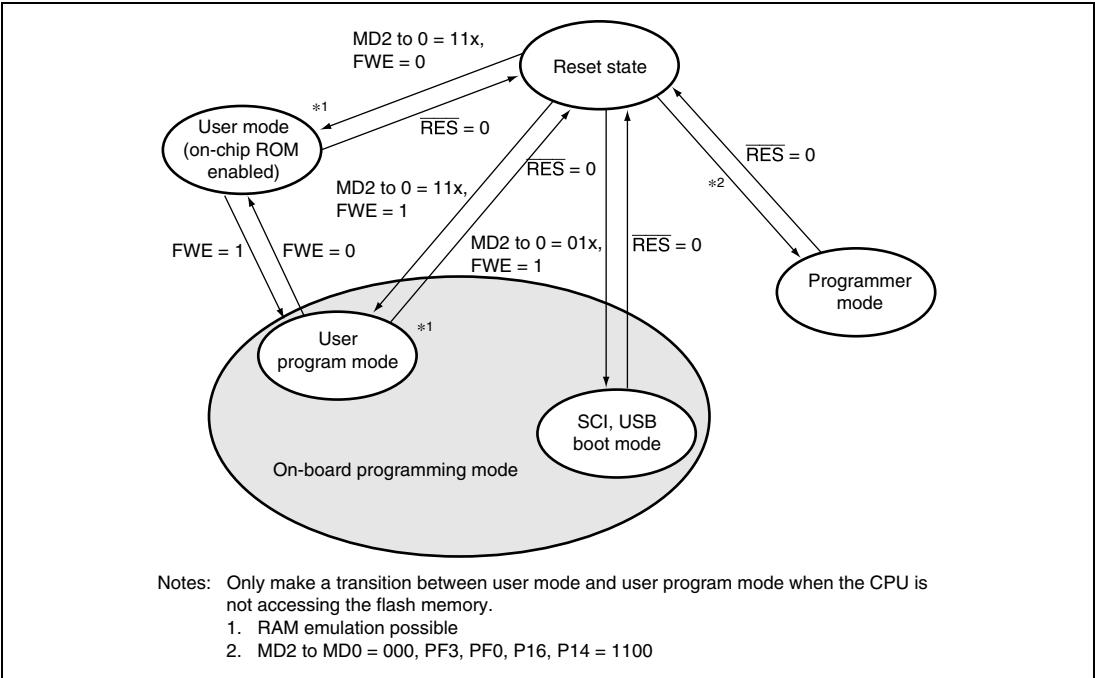 MD2 to 0 = 11x,
FWE = 0
Reset state
*1
User mode
(on-chip ROM
enabled)
RES = 0
RES = 0
MD2 to 0 = 11x,
FWE = 1
RES = 0
*2
MD2 to 0 = 01x,
FWE = 1
RES = 0
FWE = 1
FWE = 0
Programmer
mode
User
program mode
*1
SCI, USB
boot mode
On-board programming mode
Notes: Only make a transition between user mode and user program mode when the CPU is
not accessing the flash memory.
1. RAM emulation possible
2. MD2 to MD0 = 000, PF3, PF0, P16, P14 = 1100